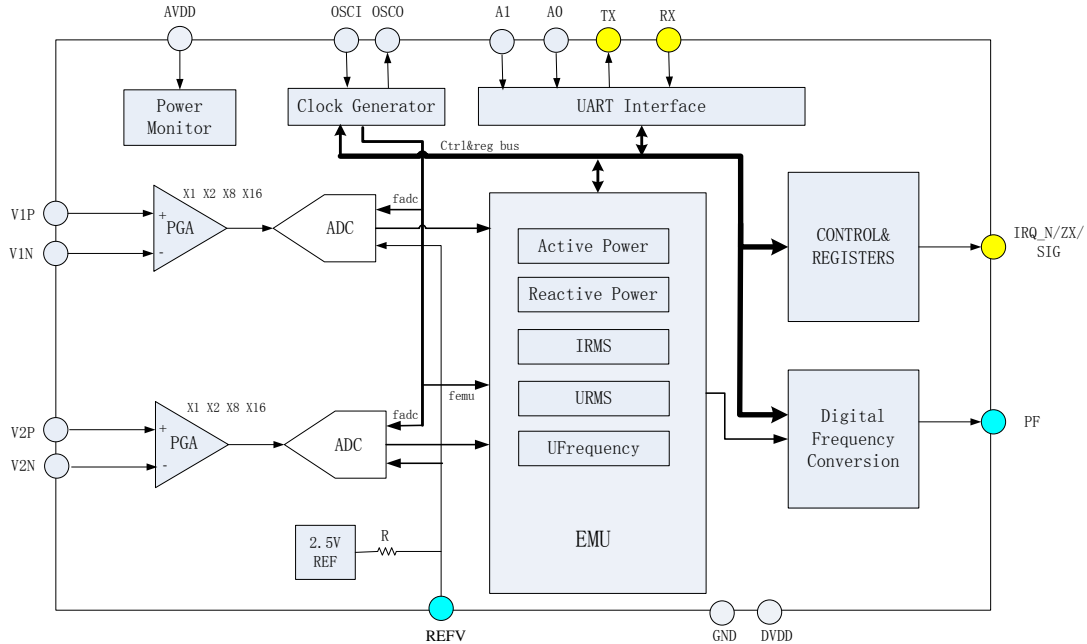 AVDD
OSCI OSCO
A1 A0 TX RX
Power
Monitor
Clock Generator
UART Interface
Ctrl&reg bus
X1 X2 X8 X16
V1P
V1N
+
-
PGA
ADC
fadc
Active Power
Reactive Power
IRMS
URMS
UFrequency
EMU
CONTROL&
REGISTERS
IRQ_N/ZX/
SIG
femu
fadc
X1 X2 X8 X16
V2P
V2N
+
-
PGA
ADC
Digital
Frequency
Conversion
PF
2.5V
REF
R
REFV
GND DVDD